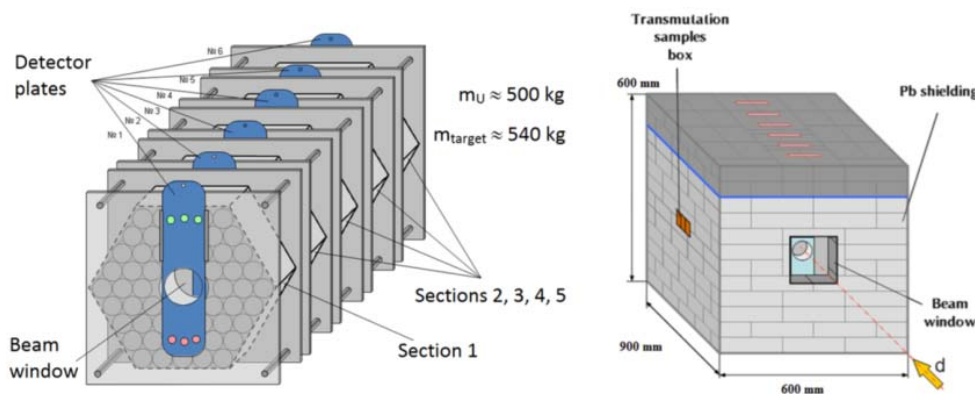 Detector
plates
№ 1
№ 2
№ 3
№ 4
№ 5
№ 6
mU ≈ 500 kg
mtarget ≈ 540 kg
Sections 2, 3, 4, 5
Section 1
Beam
window
Transmutation
samples
box
600 mm
Pb shielding
Beam
window
900 mm
600 mm
d